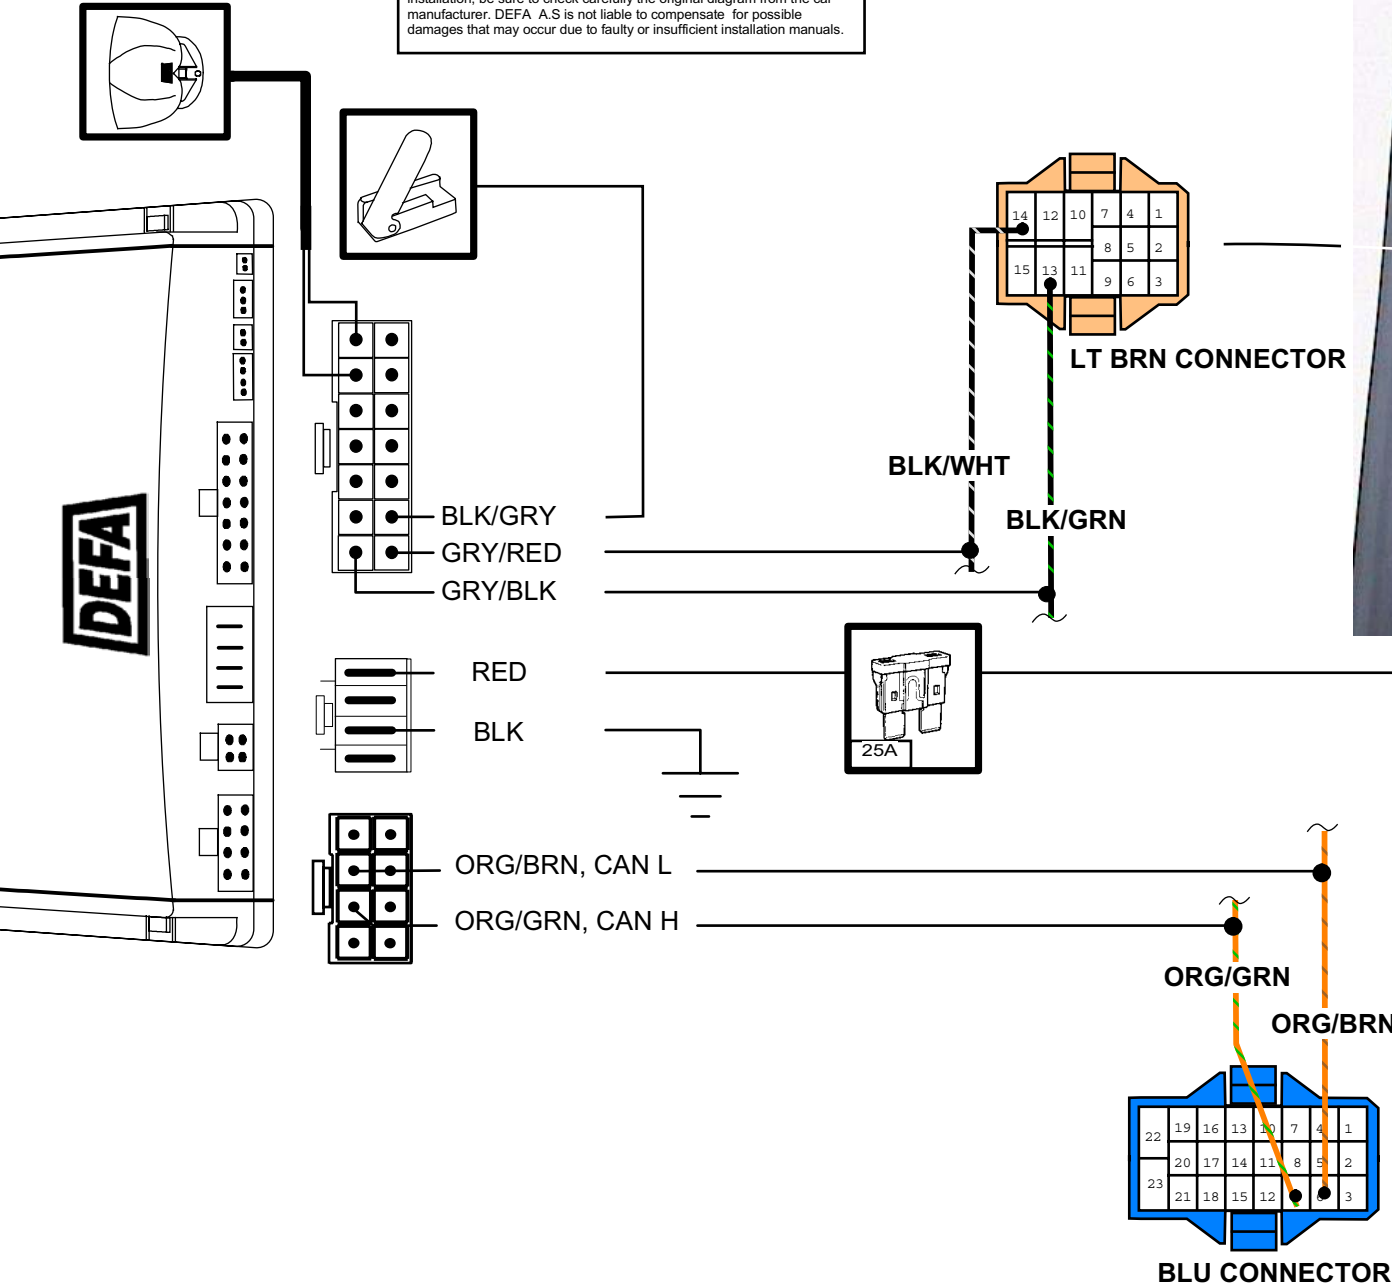 installation, be sure to check carefully the original diagram from the car
manufacturer. DEFA A.S is not liable to compensate for possible
damages that may occur due to faulty or insufficient installation manuals.
14 12 10 7 4 1
8 5 2
15 13 11
9 6 3
LT BRN CONNECTOR
BLK/WHT
BLK/GRN
BLK/GRY
GRY/RED
GRY/BLK
DEFA
RED
BLK
25A
ORG/BRN, CAN L
ORG/GRN, CAN H
ORG/GRN
ORG/BRN
22 19 16 13 10 7 4 1
20 17 14 11 8 5 2
23 21 18 15 12 6 3
BLU CONNECTOR